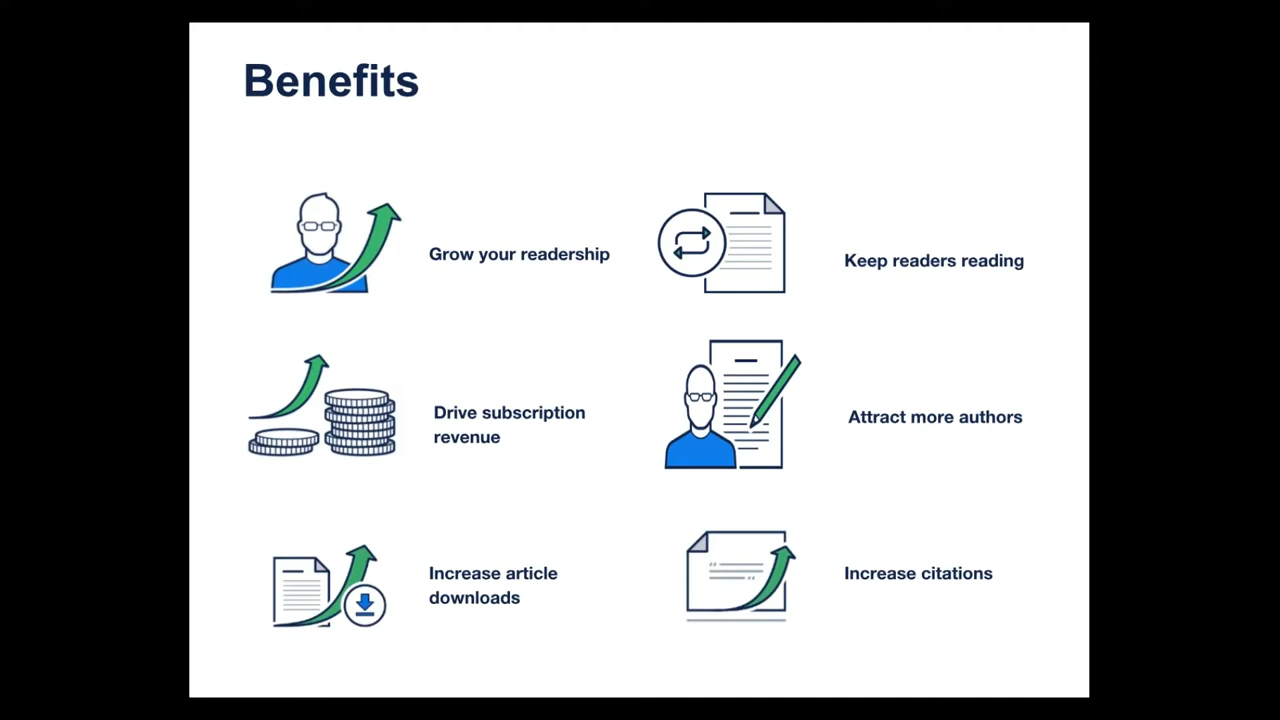 Benefits
Grow your readership
Keep readers reading
Drive subscription
revenue
Attract more authors
Increase article
downloads
Increase citations